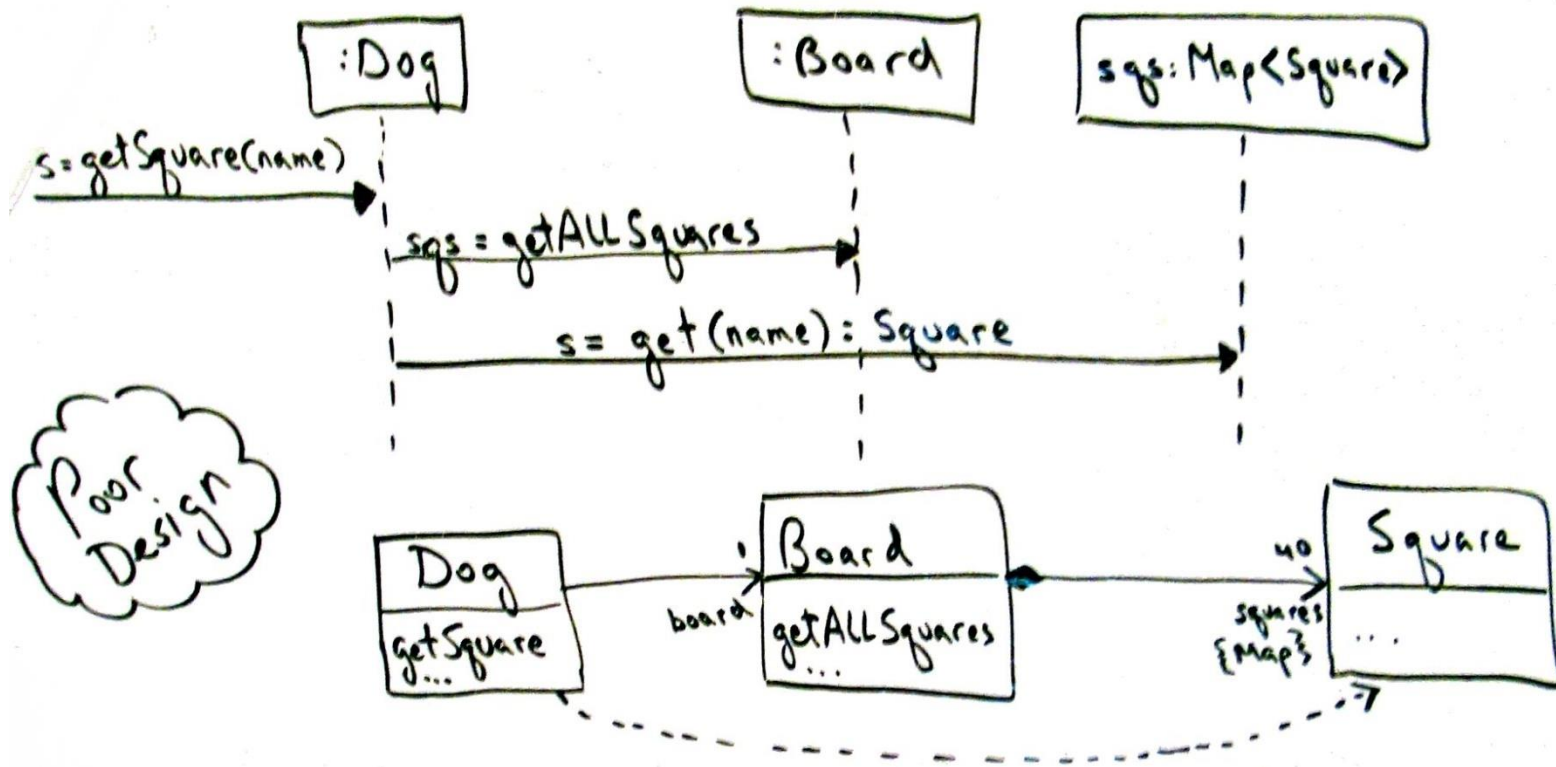 :Dog
:Board
sqs:Map<Square>
s=getSquare(name)
sqs = getALLSquares
s= get(name): Square
Poor
Design
Dog
getSquare
...
1
board
Board
getALLSquares
...
40
squares
{Map}
Square
...